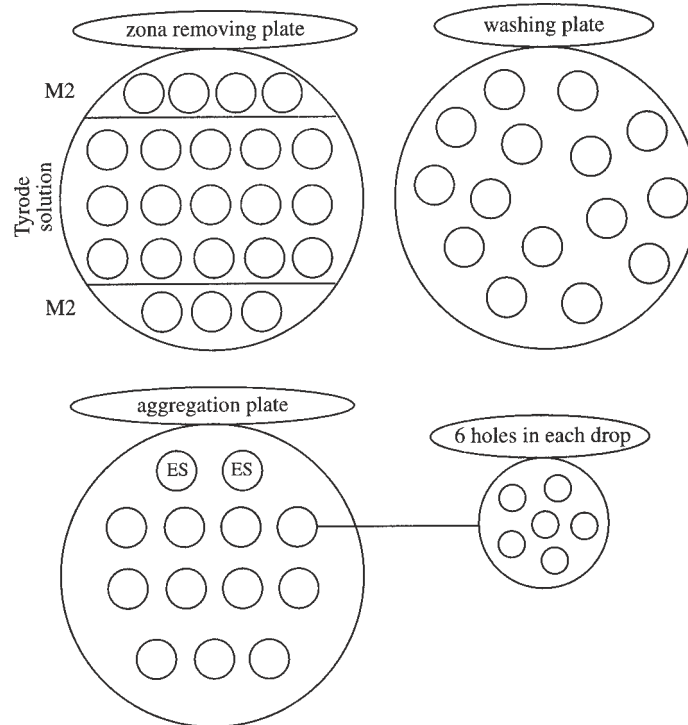 zona removing plate
washing plate
M2
Tyrode
solution
M2
aggregation plate
6 holes in each drop
ES ES